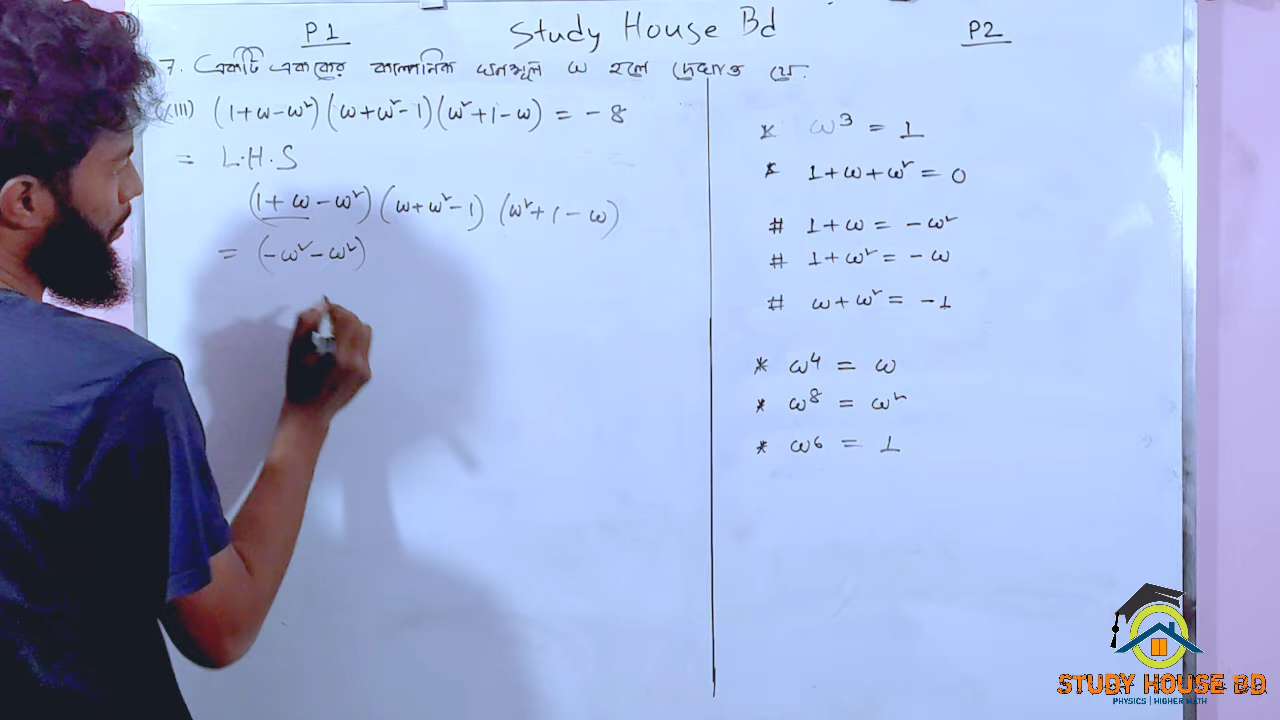 P1
Study House Bd
P2
7. একটি এককের কাল্পনিক ঘনমূল ω হলে দেখাও যে.
(XIII) (1+ω-ω²)(ω+ω²-1)(ω²+1-ω) = -8
= L.H.S
(1+ω-ω²)(ω+ω²-1)(ω²+1-ω)
= (-ω²-ω²)
* ω3 = 1
* 1+ω+ω² = 0
# 1+ω = -ω²
# 1+ω² = -ω
# ω+ω² = -1
* ω4 = ω
* ω8 = ω²
* ω6 = 1
STUDY HOUSE BD
PHYSICS | HIGHER MATH